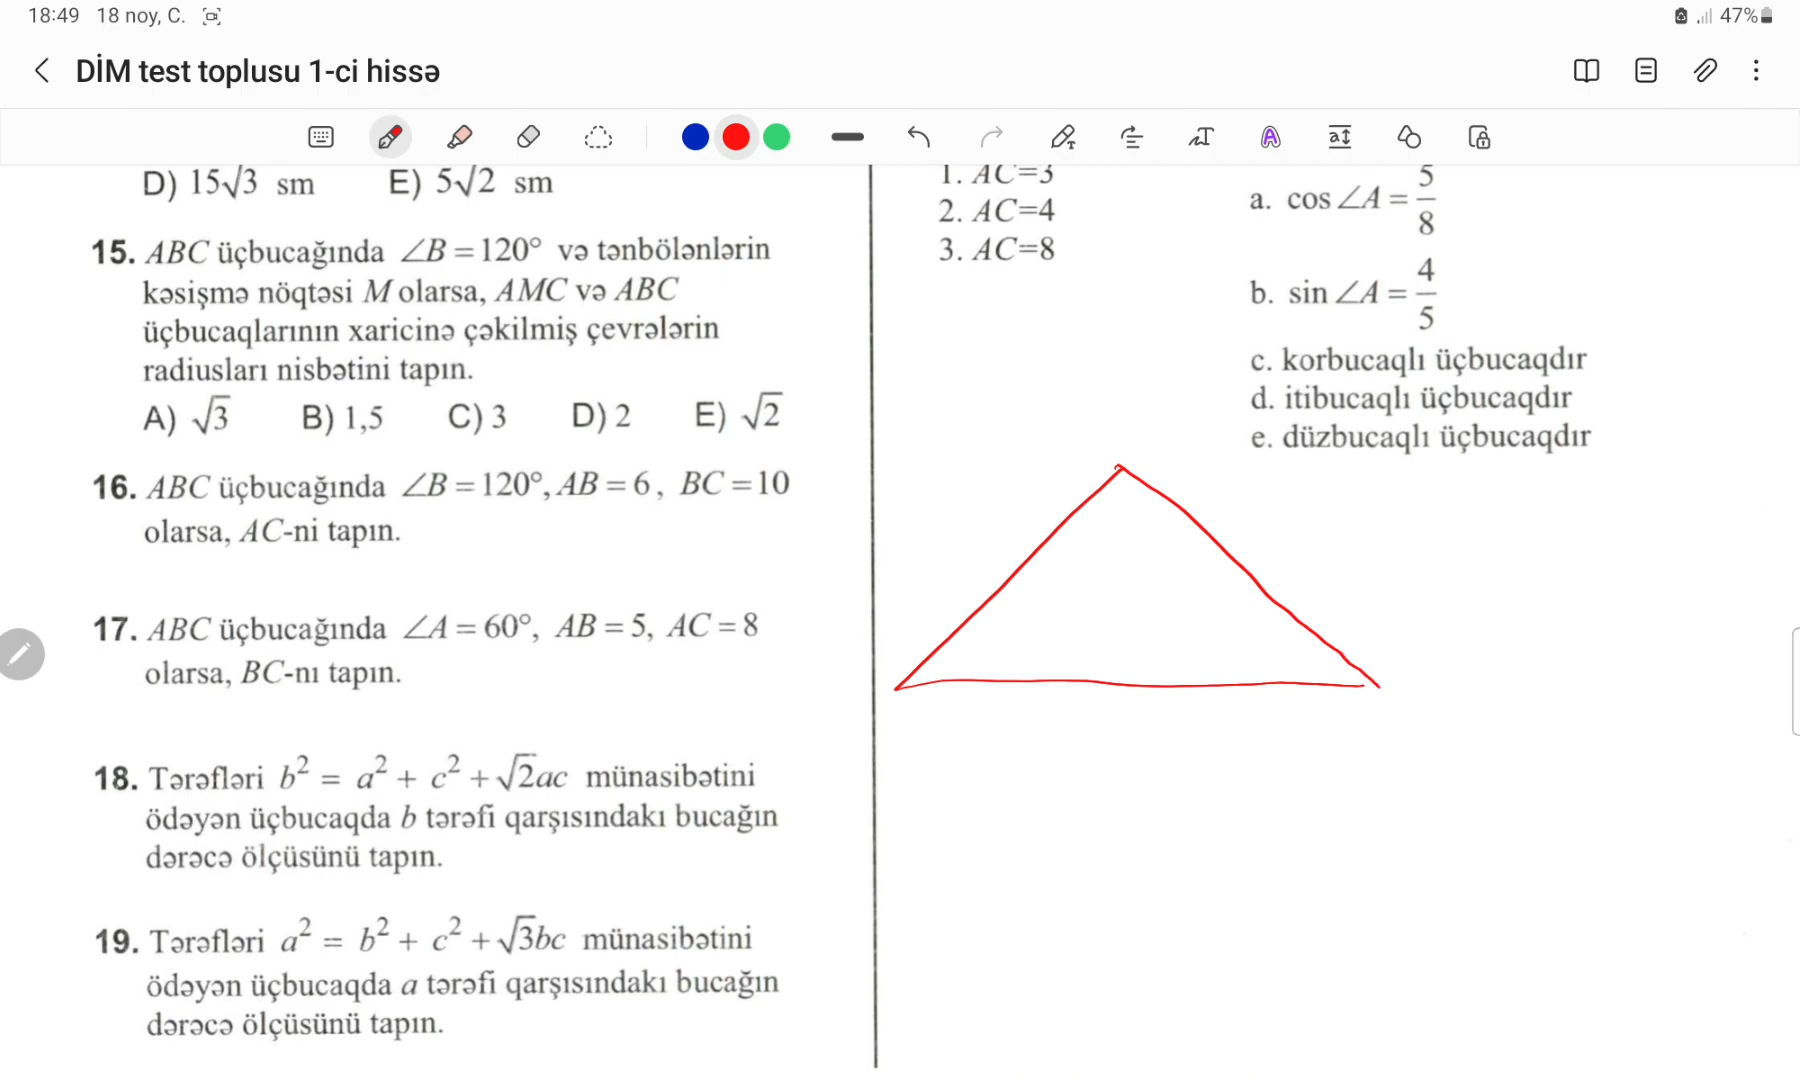 18:49 18 noy, C.
47%
DİM test toplusu 1-ci hissə
D) 15√3 sm E) 5√2 sm
15. ABC üçbucağında ∠B = 120° və tənbölənlərin
kəsişmə nöqtəsi M olarsa, AMC və ABC
üçbucaqlarının xaricinə çəkilmiş çevrələrin
radiusları nisbətini tapın.
A) √3 B) 1,5 C) 3 D) 2 E) √2
16. ABC üçbucağında ∠B = 120°, AB = 6, BC = 10
olarsa, AC-ni tapın.
17. ABC üçbucağında ∠A = 60°, AB = 5, AC = 8
olarsa, BC-nı tapın.
18. Tərəfləri b² = a² + c² + √2ac münasibətini
ödəyən üçbucaqda b tərəfi qarşısındakı bucağın
dərəcə ölçüsünü tapın.
19. Tərəfləri a² = b² + c² + √3bc münasibətini
ödəyən üçbucaqda a tərəfi qarşısındakı bucağın
dərəcə ölçüsünü tapın.
1. AC=3
2. AC=4
3. AC=8
a. cos ∠A = 5/8
b. sin ∠A = 4/5
c. korbucaqlı üçbucaqdır
d. itibucaqlı üçbucaqdır
e. düzbucaqlı üçbucaqdır